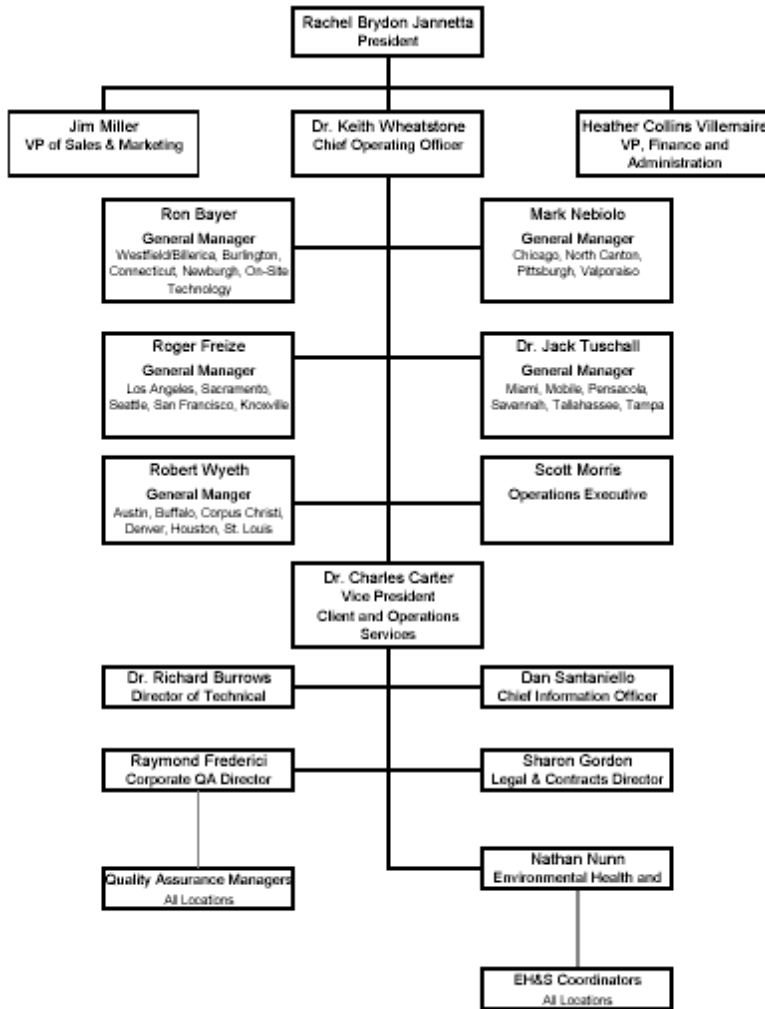 Rachel Brydon Jannetta
President
Jim Miller
VP of Sales & Marketing
Dr. Keith Wheatstone
Chief Operating Officer
Heather Collins Villemaire
VP, Finance and
Administration
Ron Bayer
General Manager
Westfield/Billerica, Burlington,
Connecticut, Newburgh, On-Site
Technology
Mark Nebiolo
General Manager
Chicago, North Canton,
Pittsburgh, Valporaiso
Roger Freize
General Manager
Los Angeles, Sacramento,
Seattle, San Francisco, Knoxville
Dr. Jack Tuschall
General Manager
Miami, Mobile, Pensacola,
Savannah, Tallahassee, Tampa
Robert Wyeth
General Manger
Austin, Buffalo, Corpus Christi,
Denver, Houston, St. Louis
Scott Morris
Operations Executive
Dr. Charles Carter
Vice President
Client and Operations
Services
Dr. Richard Burrows
Director of Technical
Dan Santaniello
Chief Information Officer
Raymond Frederici
Corporate QA Director
Sharon Gordon
Legal & Contracts Director
Quality Assurance Managers
All Locations
Nathan Nunn
Environmental Health and
EH&S Coordinators
All Locations